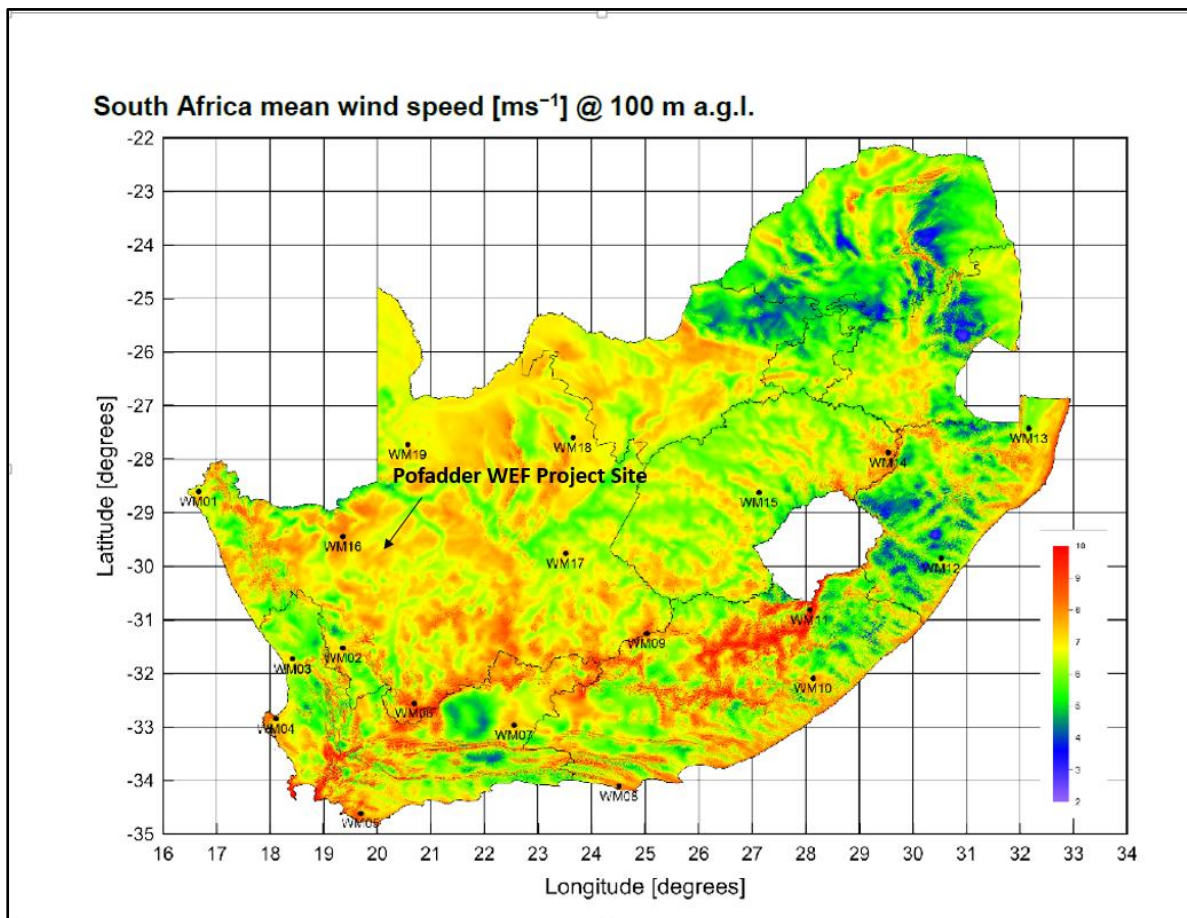 South Africa mean wind speed [ms⁻¹] @ 100 m a.g.l.
-22
-23
-24
-25
-26
-27
-28
-29
-30
-31
-32
-33
-34
-35
Latitude [degrees]
WM13
WM18
WM19
WM14
Pofadder WEF Project Site
WM01
WM15
WM16
WM17
WM12
WM11
WM09
WM02
WM03
WM10
WM06
WM04
WM07
WM08
WM05
10
9
8
7
6
5
4
3
2
16 17 18 19 20 21 22 23 24 25 26 27 28 29 30 31 32 33 34
Longitude [degrees]